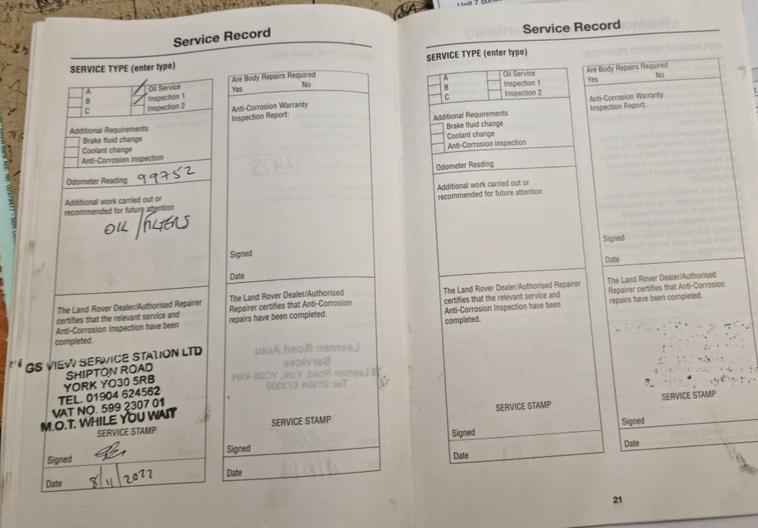 Unit 7
Service Record
SERVICE TYPE (enter type)
A
B
C
Oil Service
Inspection 1
Inspection 2
Additional Requirements
Brake fluid change
Coolant change
Anti-Corrosion inspection
Odometer Reading 99752
Additional work carried out or
recommended for future attention
OIL / FILTERS
The Land Rover Dealer/Authorised Repairer
certifies that the relevant service and
Anti-Corrosion Inspection have been
completed.
GS VIEW SERVICE STATION LTD
SHIPTON ROAD
YORK YO30 5RB
TEL. 01904 624562
VAT NO. 599 2307 01
M.O.T. WHILE YOU WAIT
SERVICE STAMP
Signed
Date 8/11/2022
Are Body Repairs Required
Yes No
Anti-Corrosion Warranty
Inspection Report:
Signed
Date
The Land Rover Dealer/Authorised
Repairer certifies that Anti-Corrosion
repairs have been completed.
SERVICE STAMP
Signed
Date
Service Record
SERVICE TYPE (enter type)
A
B
C
Oil Service
Inspection 1
Inspection 2
Additional Requirements
Brake fluid change
Coolant change
Anti-Corrosion inspection
Odometer Reading
Additional work carried out or
recommended for future attention
The Land Rover Dealer/Authorised Repairer
certifies that the relevant service and
Anti-Corrosion Inspection have been
completed.
SERVICE STAMP
Signed
Date
Are Body Repairs Required
Yes No
Anti-Corrosion Warranty
Inspection Report:
Signed
Date
The Land Rover Dealer/Authorised
Repairer certifies that Anti-Corrosion
repairs have been completed.
SERVICE STAMP
Signed
Date
21